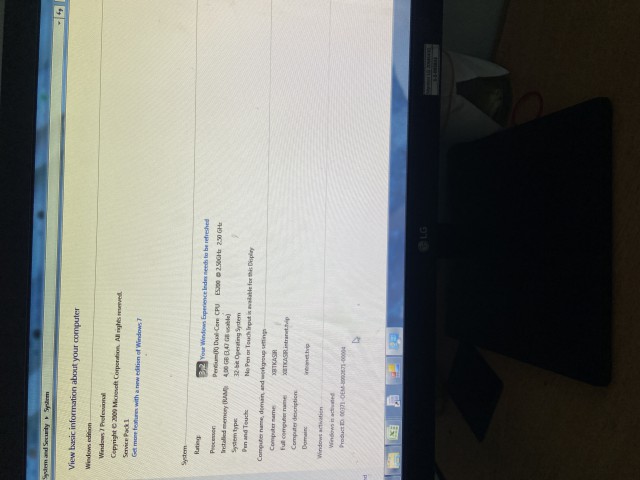 System and Security ▸ System
View basic information about your computer
Windows edition
Windows 7 Professional
Copyright © 2009 Microsoft Corporation. All rights reserved.
Service Pack 1
Get more features with a new edition of Windows 7
System
Rating: Your Windows Experience Index needs to be refreshed
Processor: Pentium(R) Dual-Core CPU E5200 @ 2.50GHz 2.50 GHz
Installed memory (RAM): 4,00 GB (3,47 GB usable)
System type: 32-bit Operating System
Pen and Touch: No Pen or Touch Input is available for this Display
Computer name, domain, and workgroup settings
Computer name:
Full computer name:
Computer description:
Domain:
Windows activation
Windows is activated
Product ID:
LG